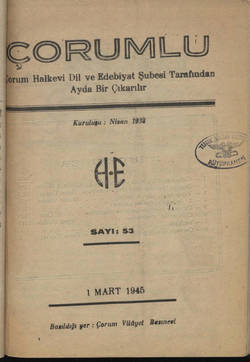 ÇORUMLU
Çorum Halkevi Dil ve Edebiyat Şubesi Tarafından
Ayda Bir Çıkarılır
Kuruluşu : Nisan 1938
SAYI: 53
1 MART 1945
Basıldığı yer : Çorum Vilâyet Basımevi